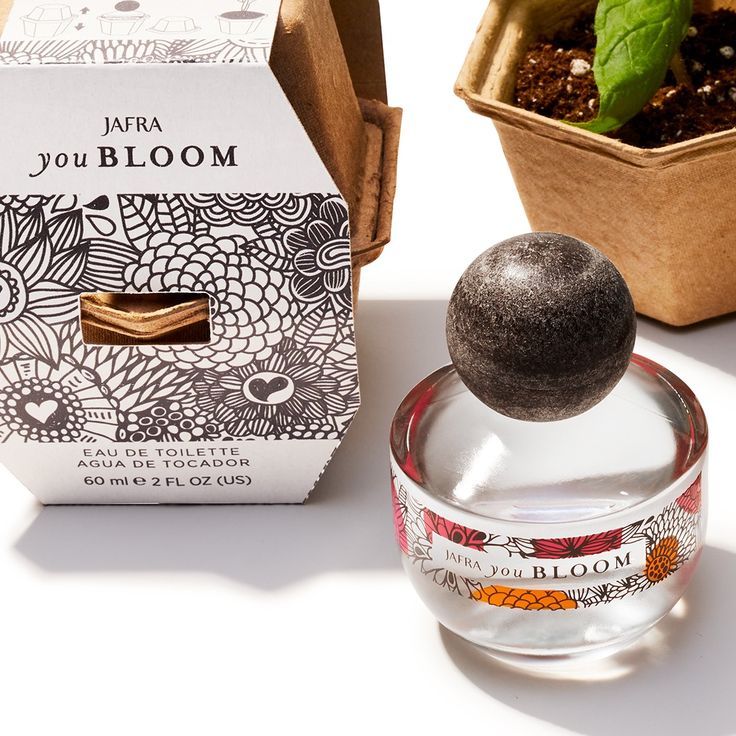 JAFRA
you BLOOM
EAU DE TOILETTE
AGUA DE TOCADOR
60 ml e 2 FL OZ (US)
JAFRA you BLOOM